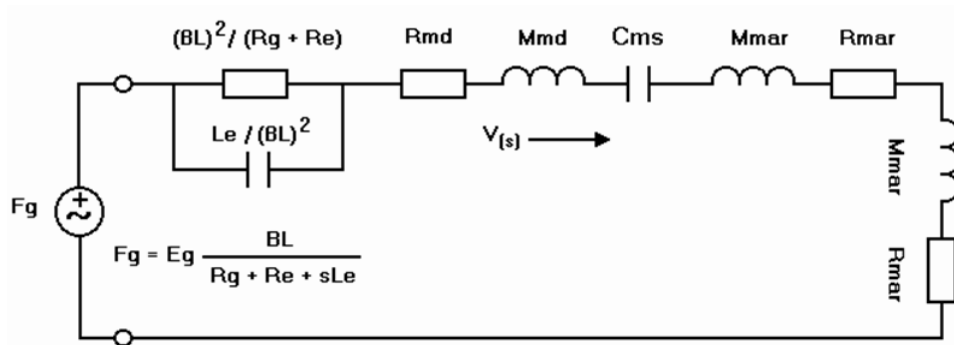 (BL)²/ (Rg + Re)
Rmd
Mmd
Cms
Mmar
Rmar
Le / (BL)²
V(s)
Mmar
Fg
Fg = Eg BL
Rg + Re + sLe
Rmar